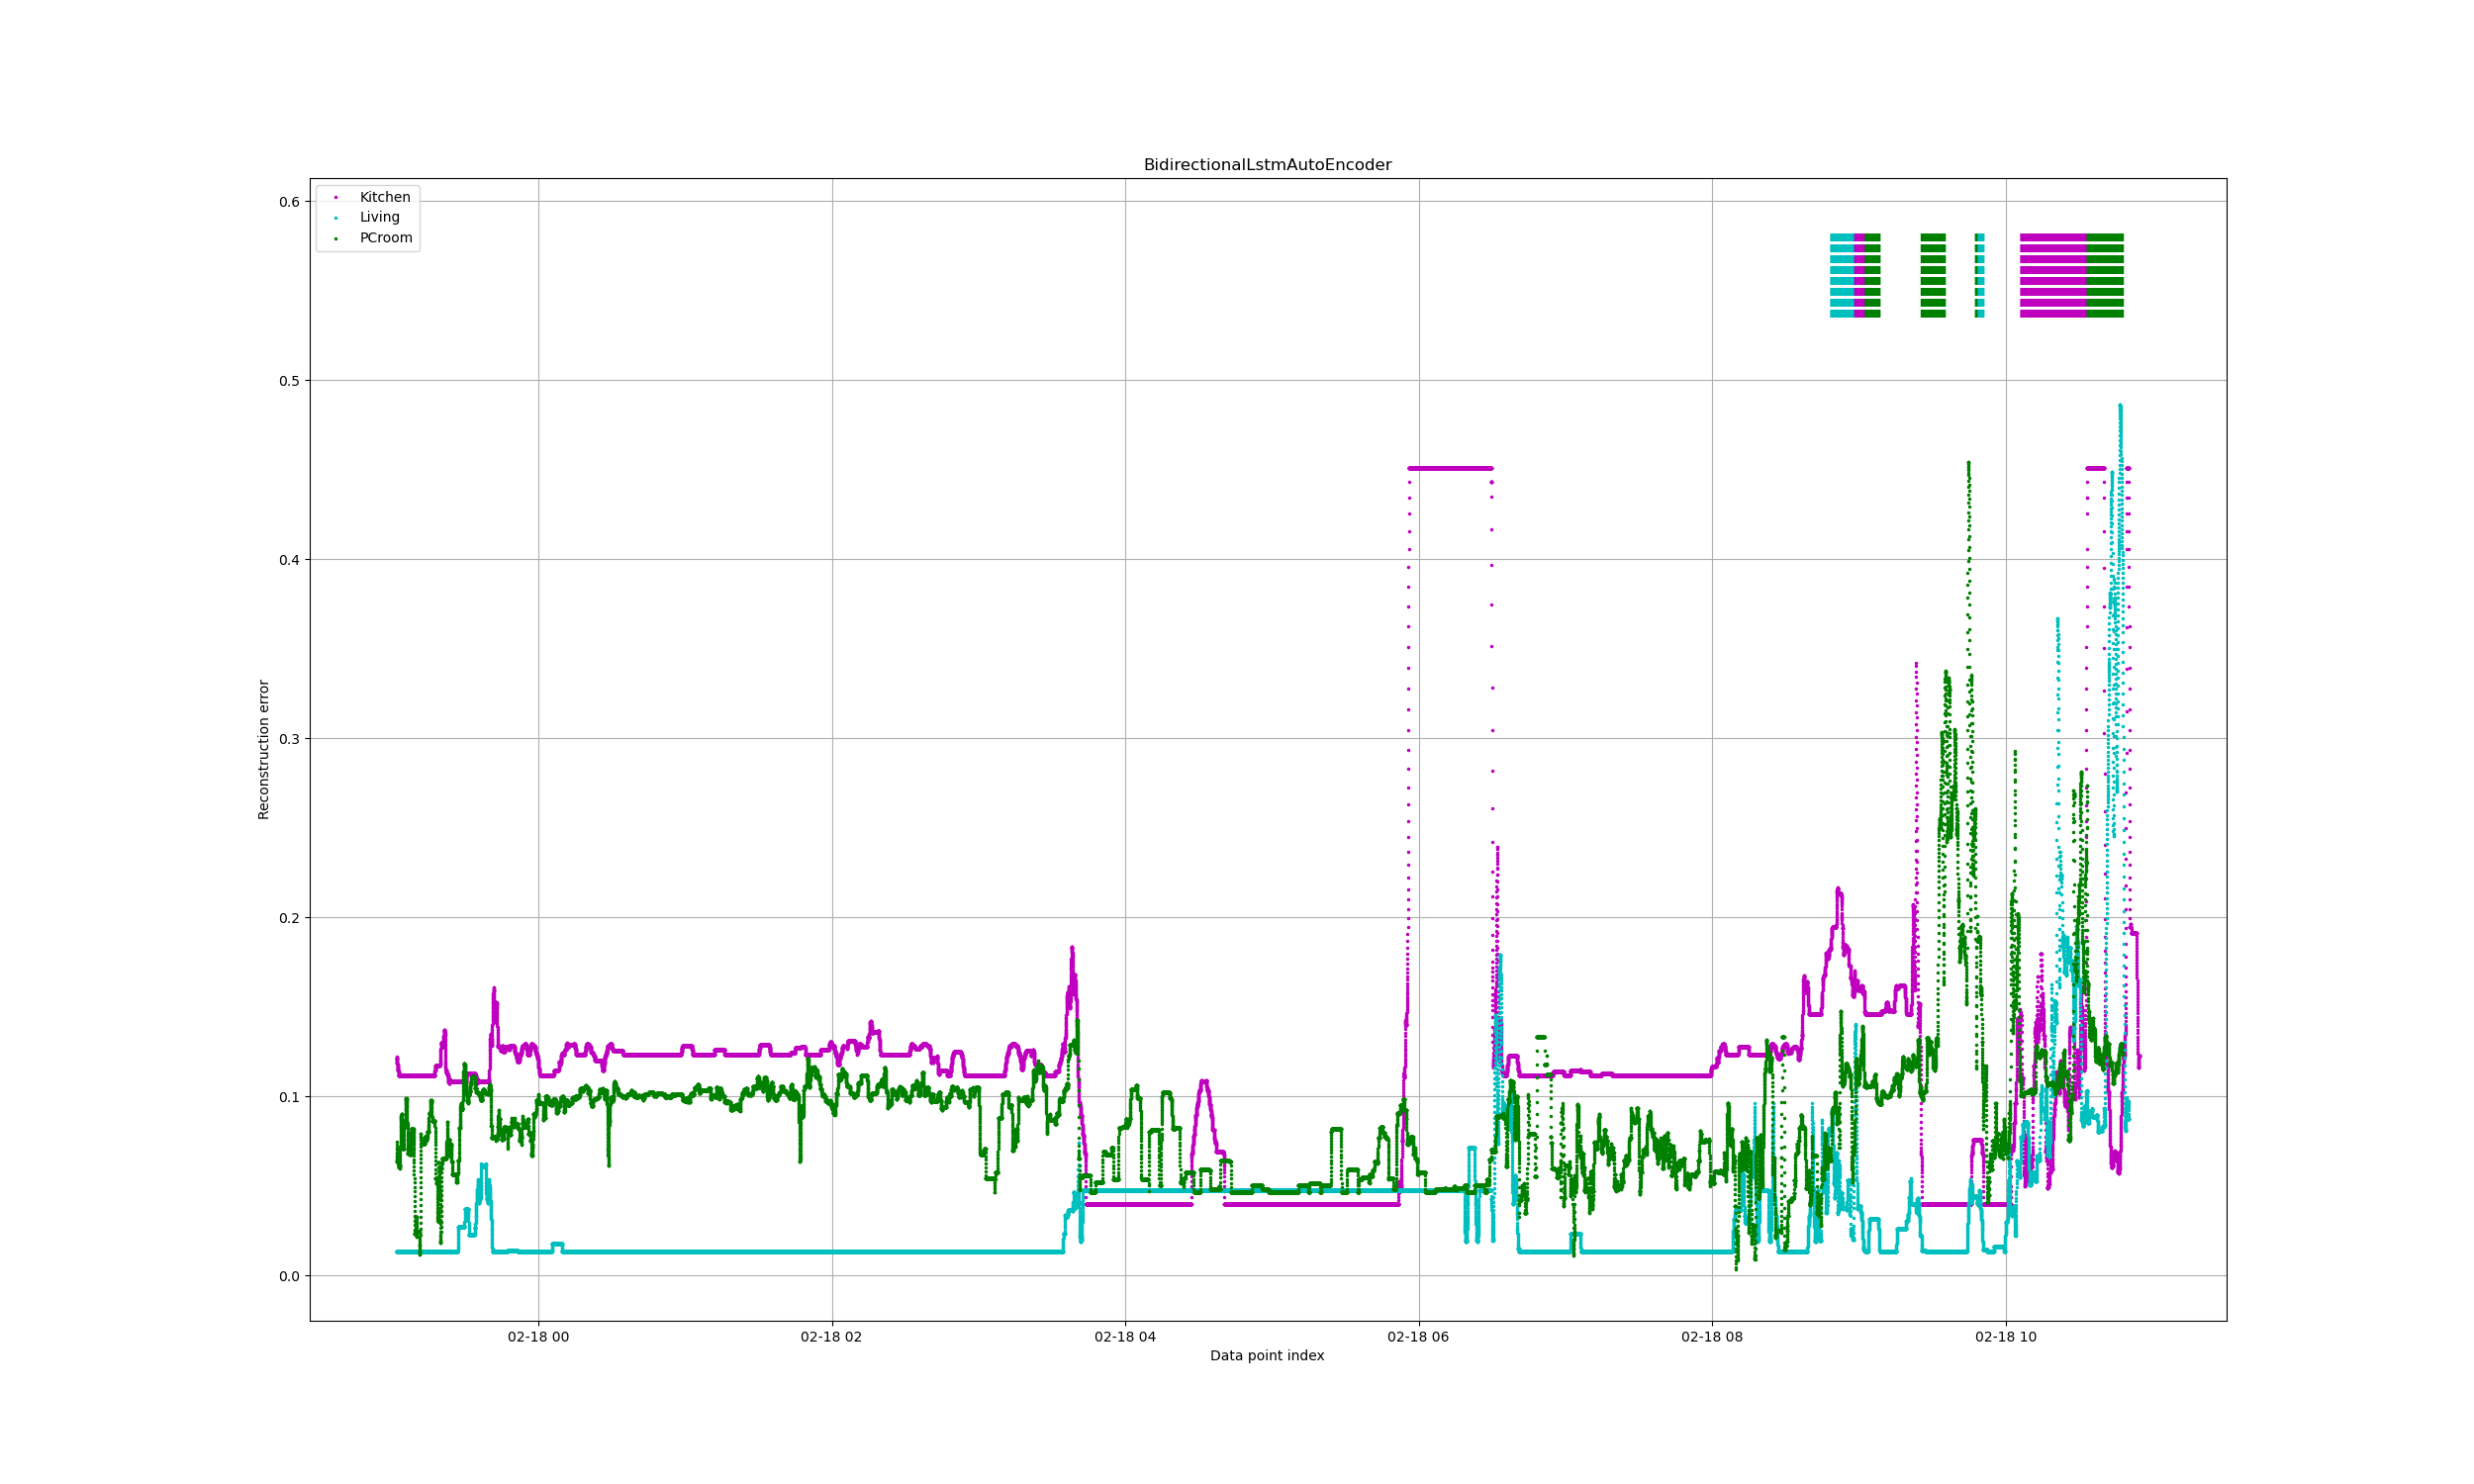 BidirectionalLstmAutoEncoder
Kitchen
Living
PCroom
0.6
0.5
0.4
0.3
0.2
0.1
0.0
Reconstruction error
02-18 00
02-18 02
02-18 04
02-18 06
02-18 08
02-18 10
Data point index